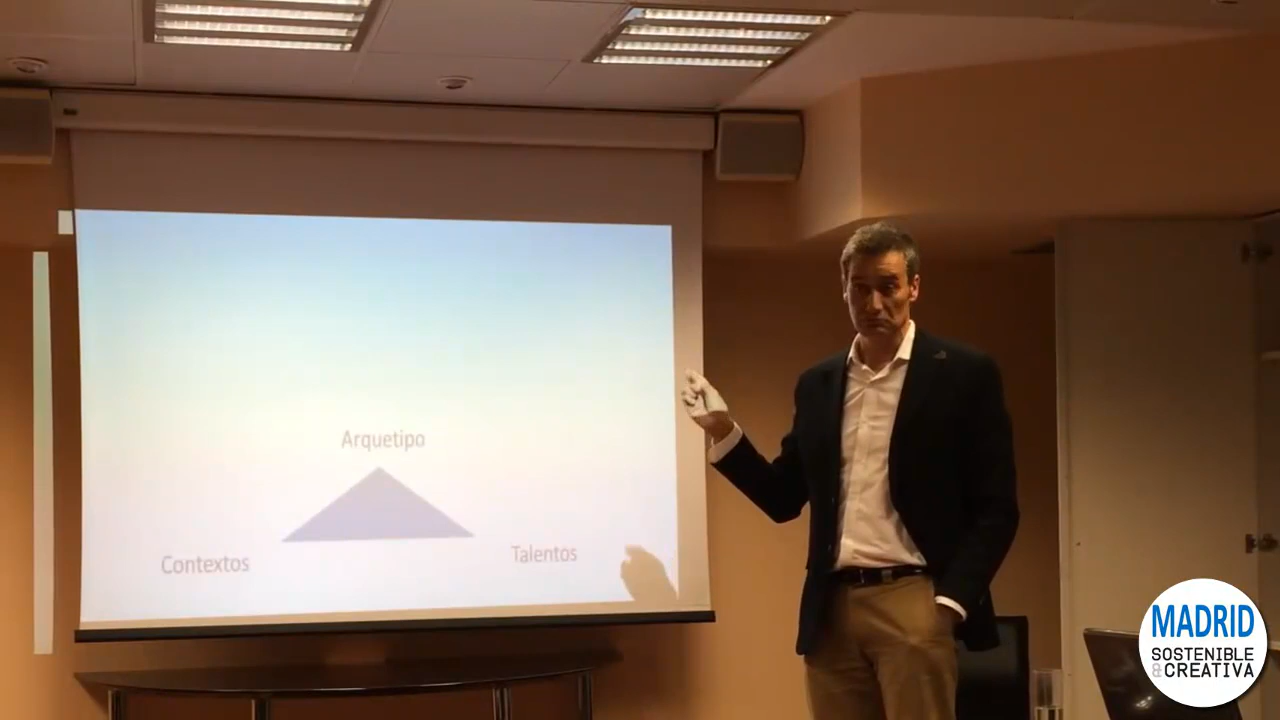 Arquetipo
Contextos
Talentos
MADRID
SOSTENIBLE
&CREATIVA